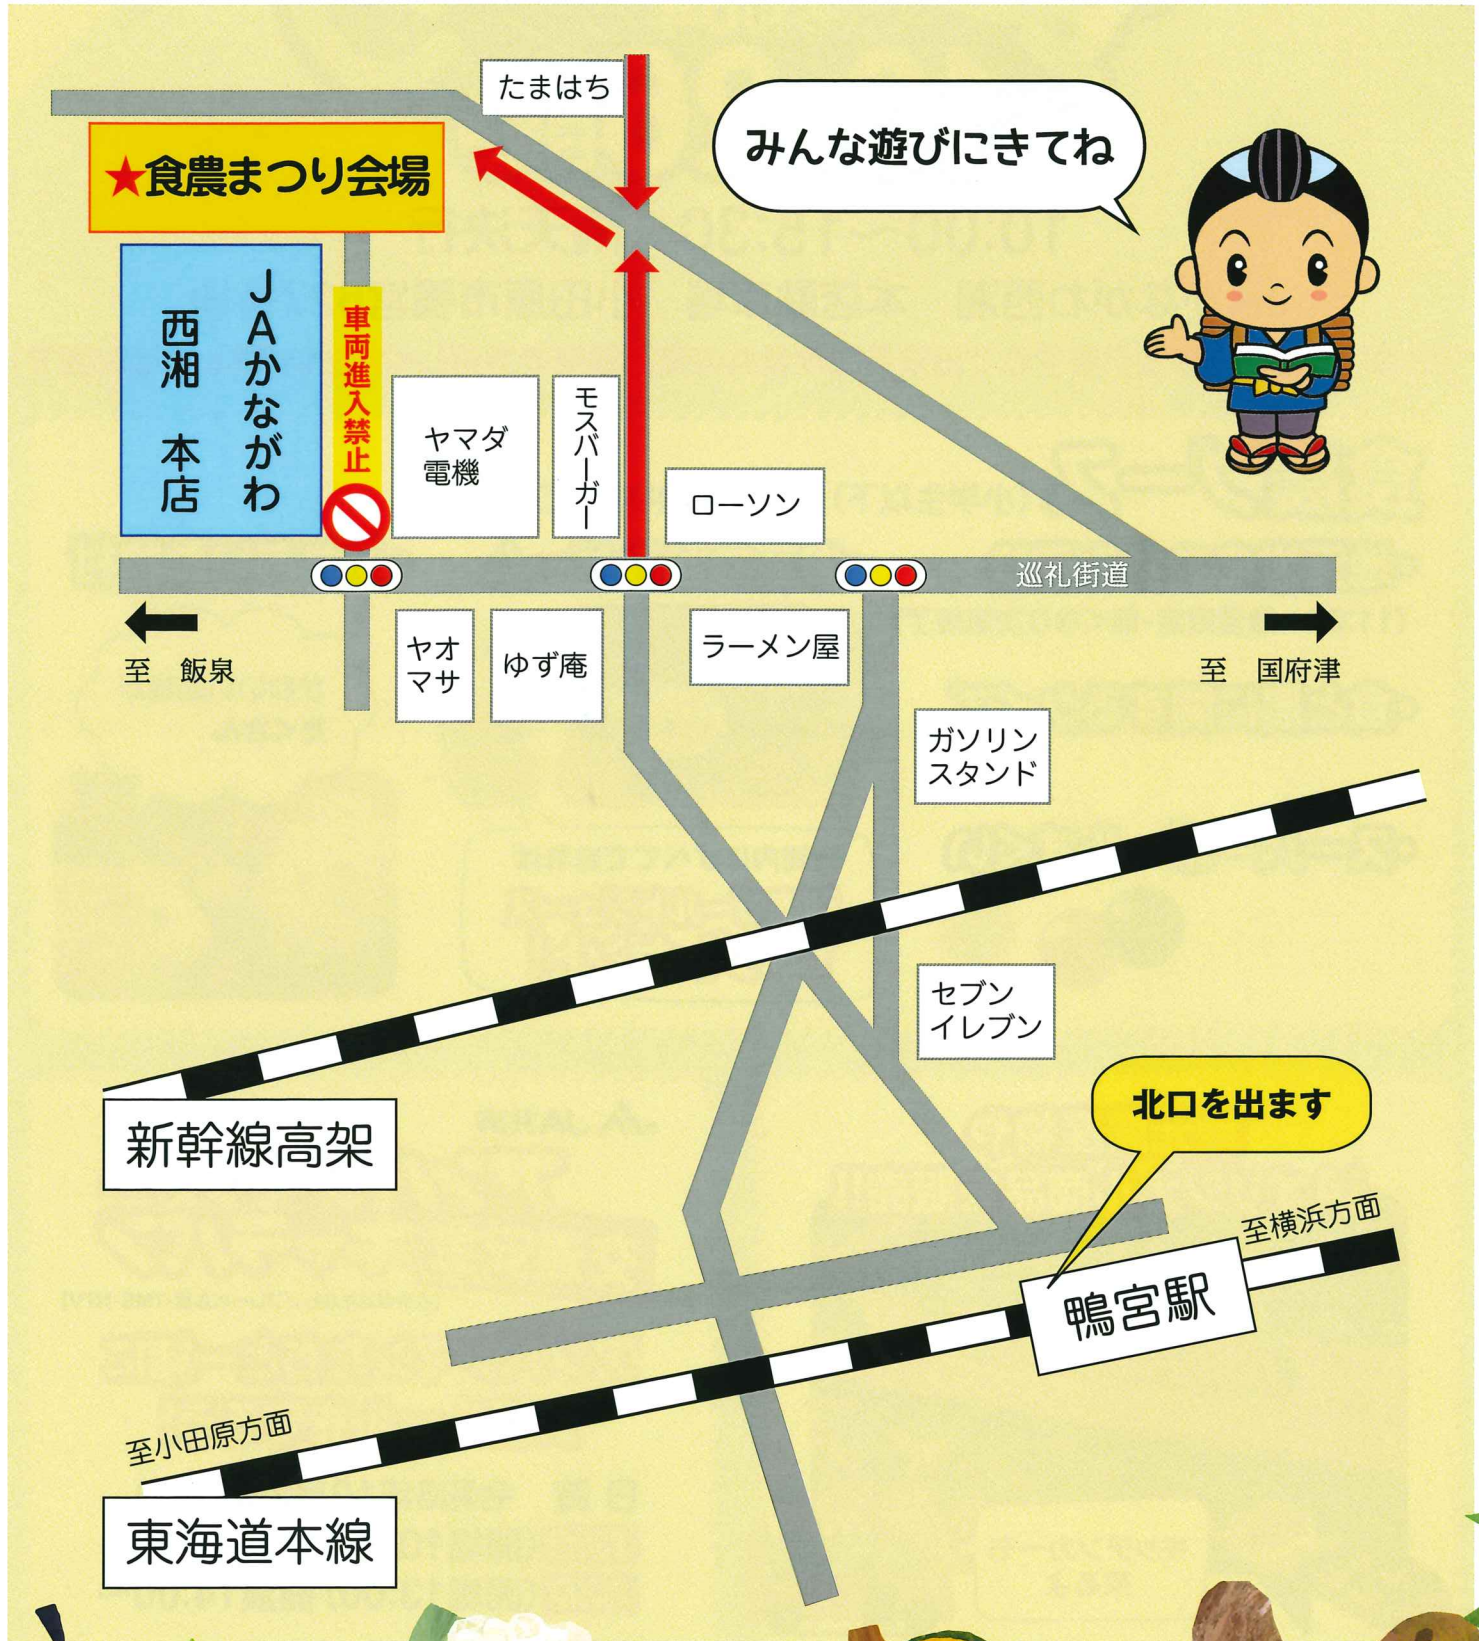 たまはち
みんな遊びにきてね
★食農まつり会場
JAかながわ
西湘 本店
車両進入禁止
ヤマダ
電機
モスバーガー
ローソン
巡礼街道
至 飯泉
ヤオ
マサ
ゆず庵
ラーメン屋
至 国府津
ガソリン
スタンド
セブン
イレブン
新幹線高架
北口を出ます
至横浜方面
鴨宮駅
至小田原方面
東海道本線